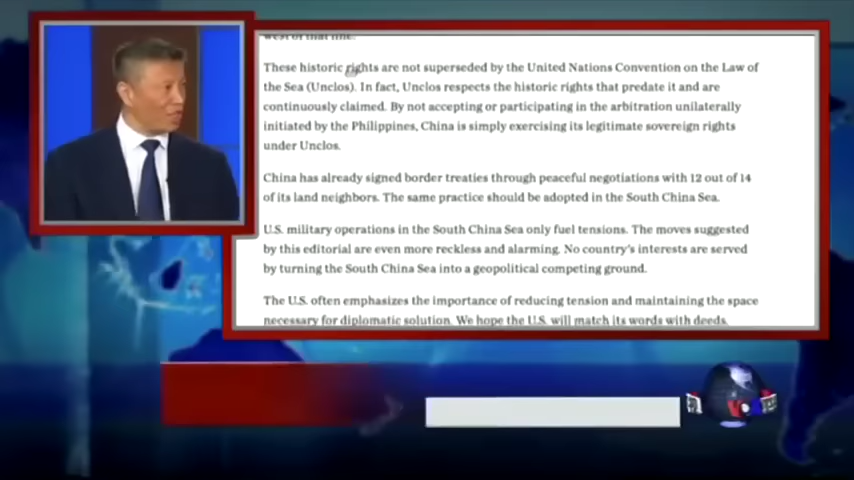 west of that line.
These historic rights are not superseded by the United Nations Convention on the Law of
the Sea (Unclos). In fact, Unclos respects the historic rights that predate it and are
continuously claimed. By not accepting or participating in the arbitration unilaterally
initiated by the Philippines, China is simply exercising its legitimate sovereign rights
under Unclos.
China has already signed border treaties through peaceful negotiations with 12 out of 14
of its land neighbors. The same practice should be adopted in the South China Sea.
U.S. military operations in the South China Sea only fuel tensions. The moves suggested
by this editorial are even more reckless and alarming. No country's interests are served
by turning the South China Sea into a geopolitical competing ground.
The U.S. often emphasizes the importance of reducing tension and maintaining the space
necessary for diplomatic solution. We hope the U.S. will match its words with deeds.
VOA